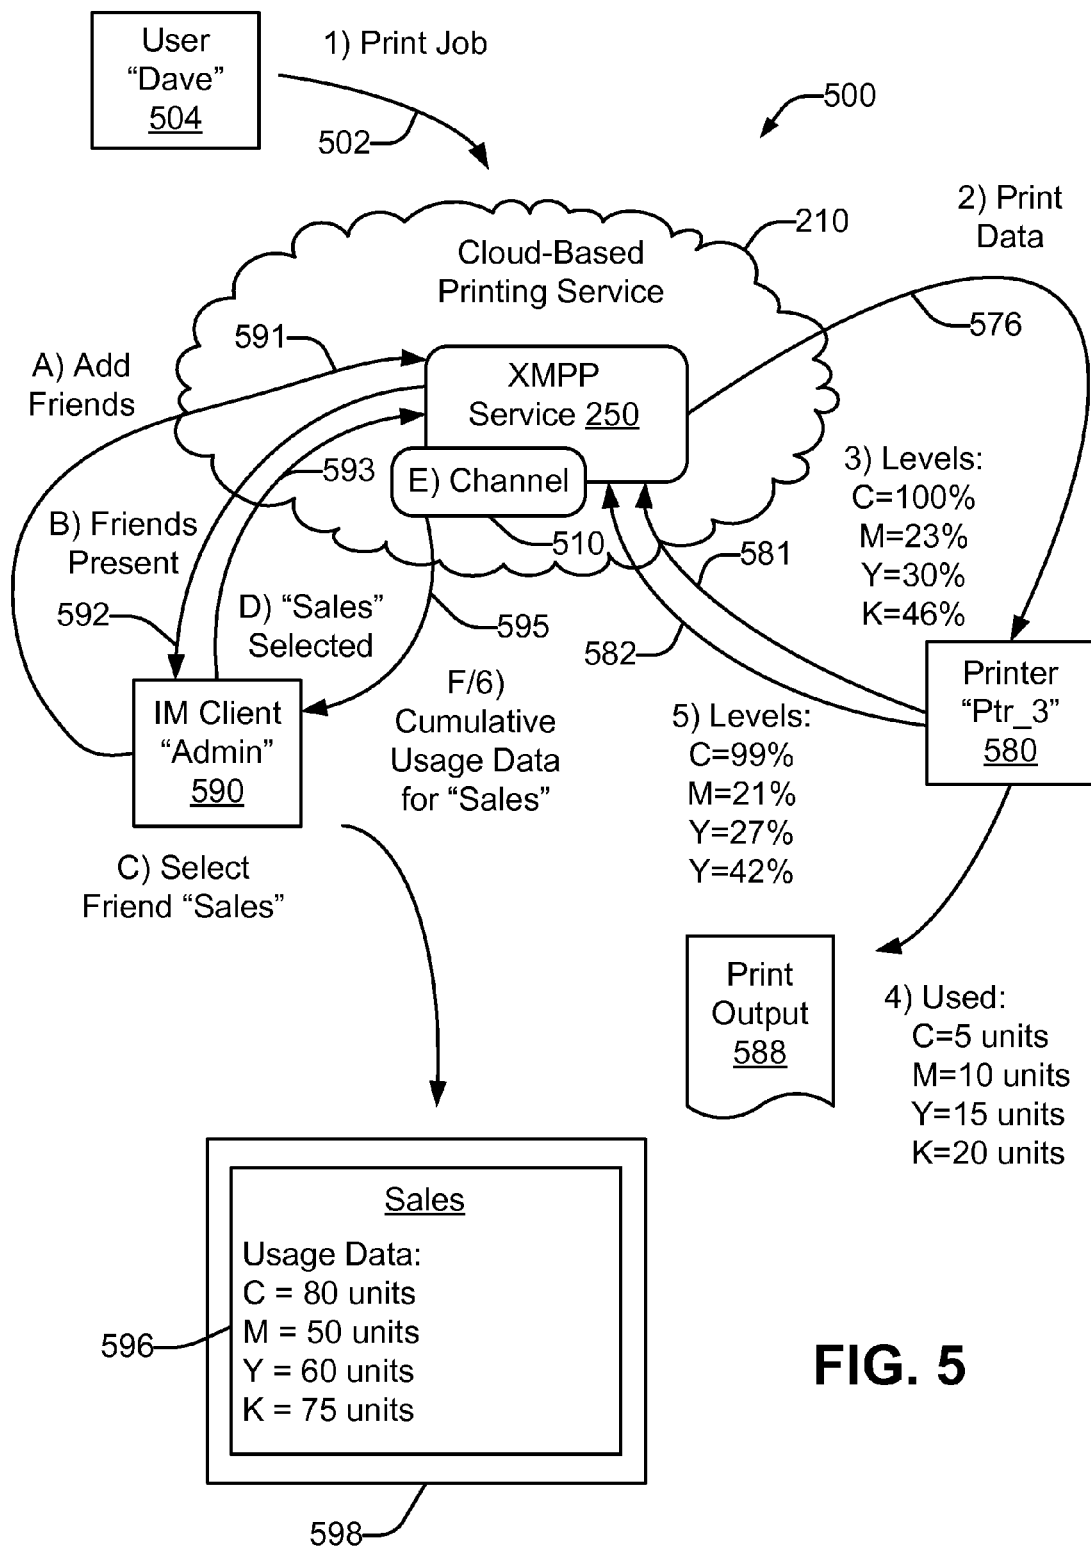 User
“Dave”
504
1) Print Job
502
500
210
2) Print
Data
576
Cloud-Based
Printing Service
591
A) Add
Friends
XMPP
Service 250
593
E) Channel
510
581
3) Levels:
C=100%
M=23%
Y=30%
K=46%
B) Friends
Present
592
D) “Sales”
Selected
595
582
IM Client
“Admin”
590
F/6)
Cumulative
Usage Data
for “Sales”
5) Levels:
C=99%
M=21%
Y=27%
Y=42%
Printer
“Ptr_3”
580
C) Select
Friend “Sales”
Print
Output
588
4) Used:
C=5 units
M=10 units
Y=15 units
K=20 units
Sales
Usage Data:
C = 80 units
M = 50 units
Y = 60 units
K = 75 units
596
598
FIG. 5